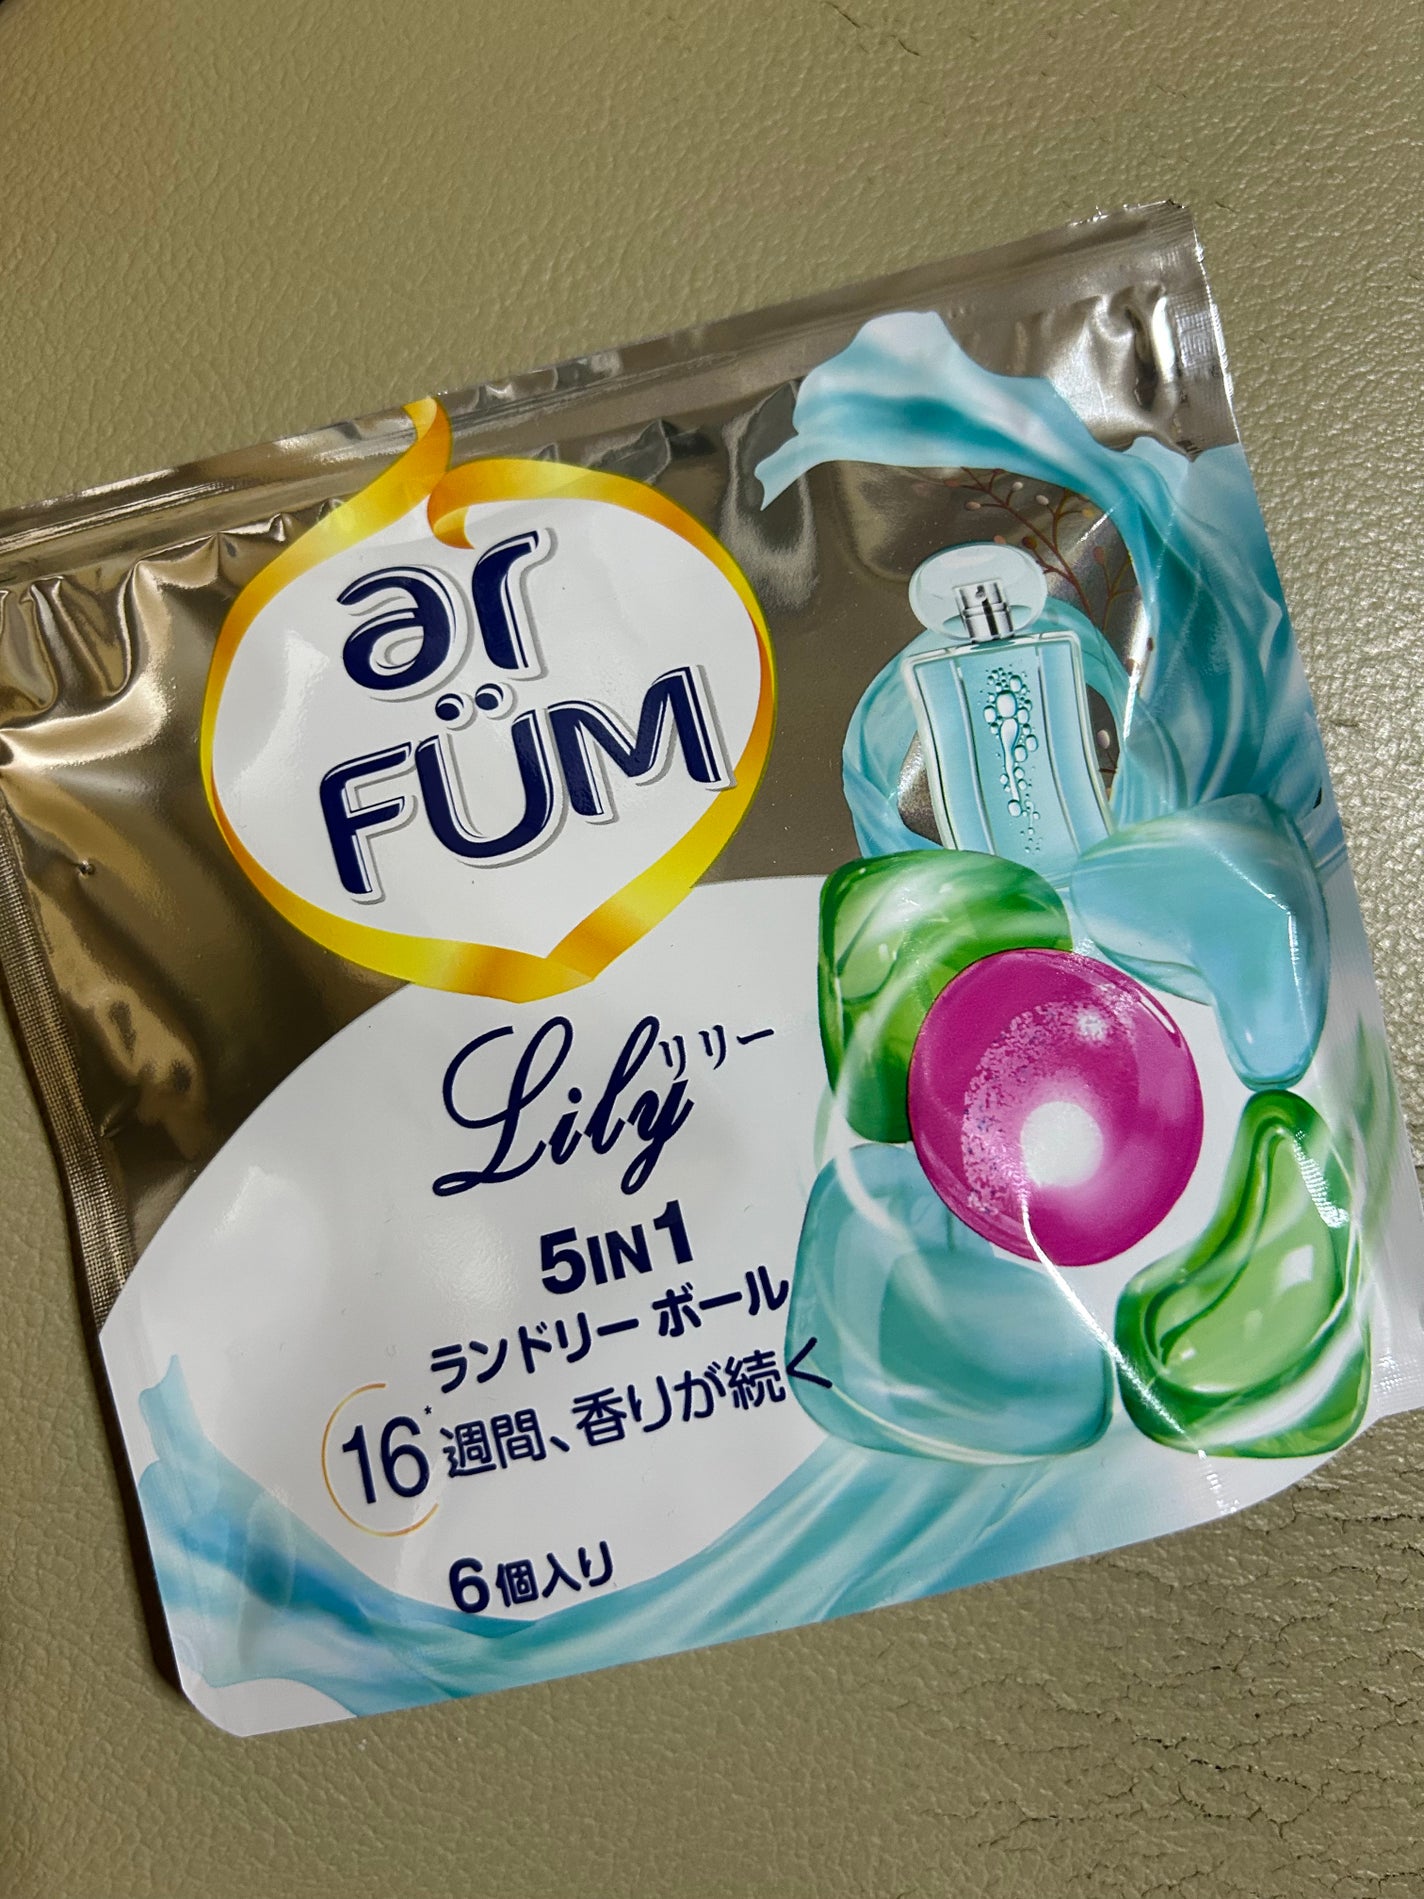 ar
FÜM
Lily リリー
5IN1
ランドリー ボール
16*週間、香りが続く
6個入り